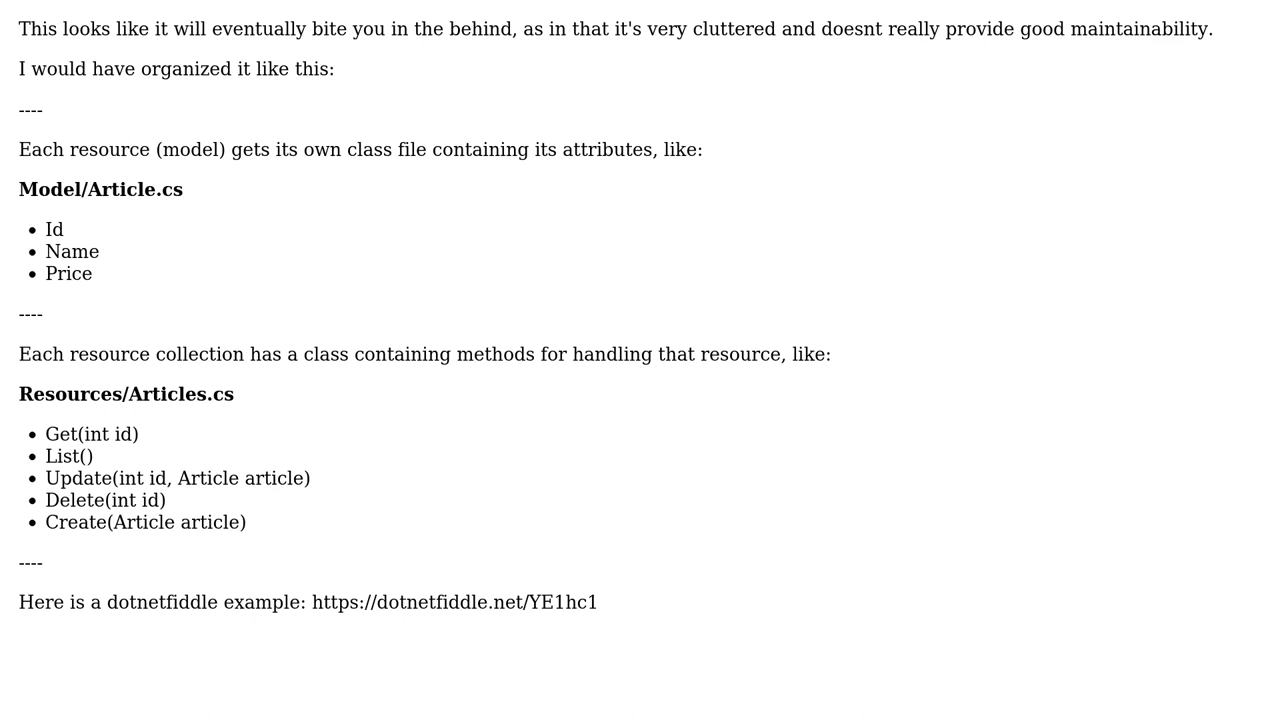 This looks like it will eventually bite you in the behind, as in that it's very cluttered and doesnt really provide good maintainability.
I would have organized it like this:
----
Each resource (model) gets its own class file containing its attributes, like:
Model/Article.cs
• Id
• Name
• Price
----
Each resource collection has a class containing methods for handling that resource, like:
Resources/Articles.cs
• Get(int id)
• List()
• Update(int id, Article article)
• Delete(int id)
• Create(Article article)
----
Here is a dotnetfiddle example: https://dotnetfiddle.net/YE1hc1